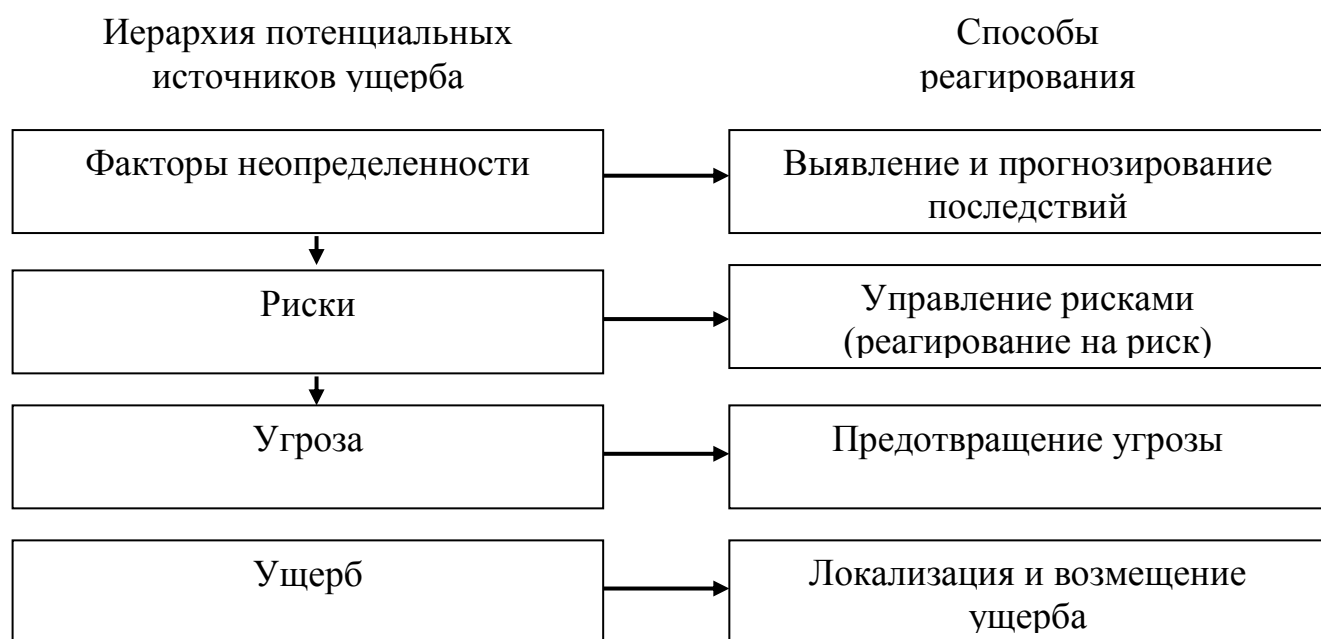 Иерархия потенциальных
источников ущерба
Способы
реагирования
Факторы неопределенности
Выявление и прогнозирование
последствий
Риски
Управление рисками
(реагирование на риск)
Угроза
Предотвращение угрозы
Ущерб
Локализация и возмещение
ущерба